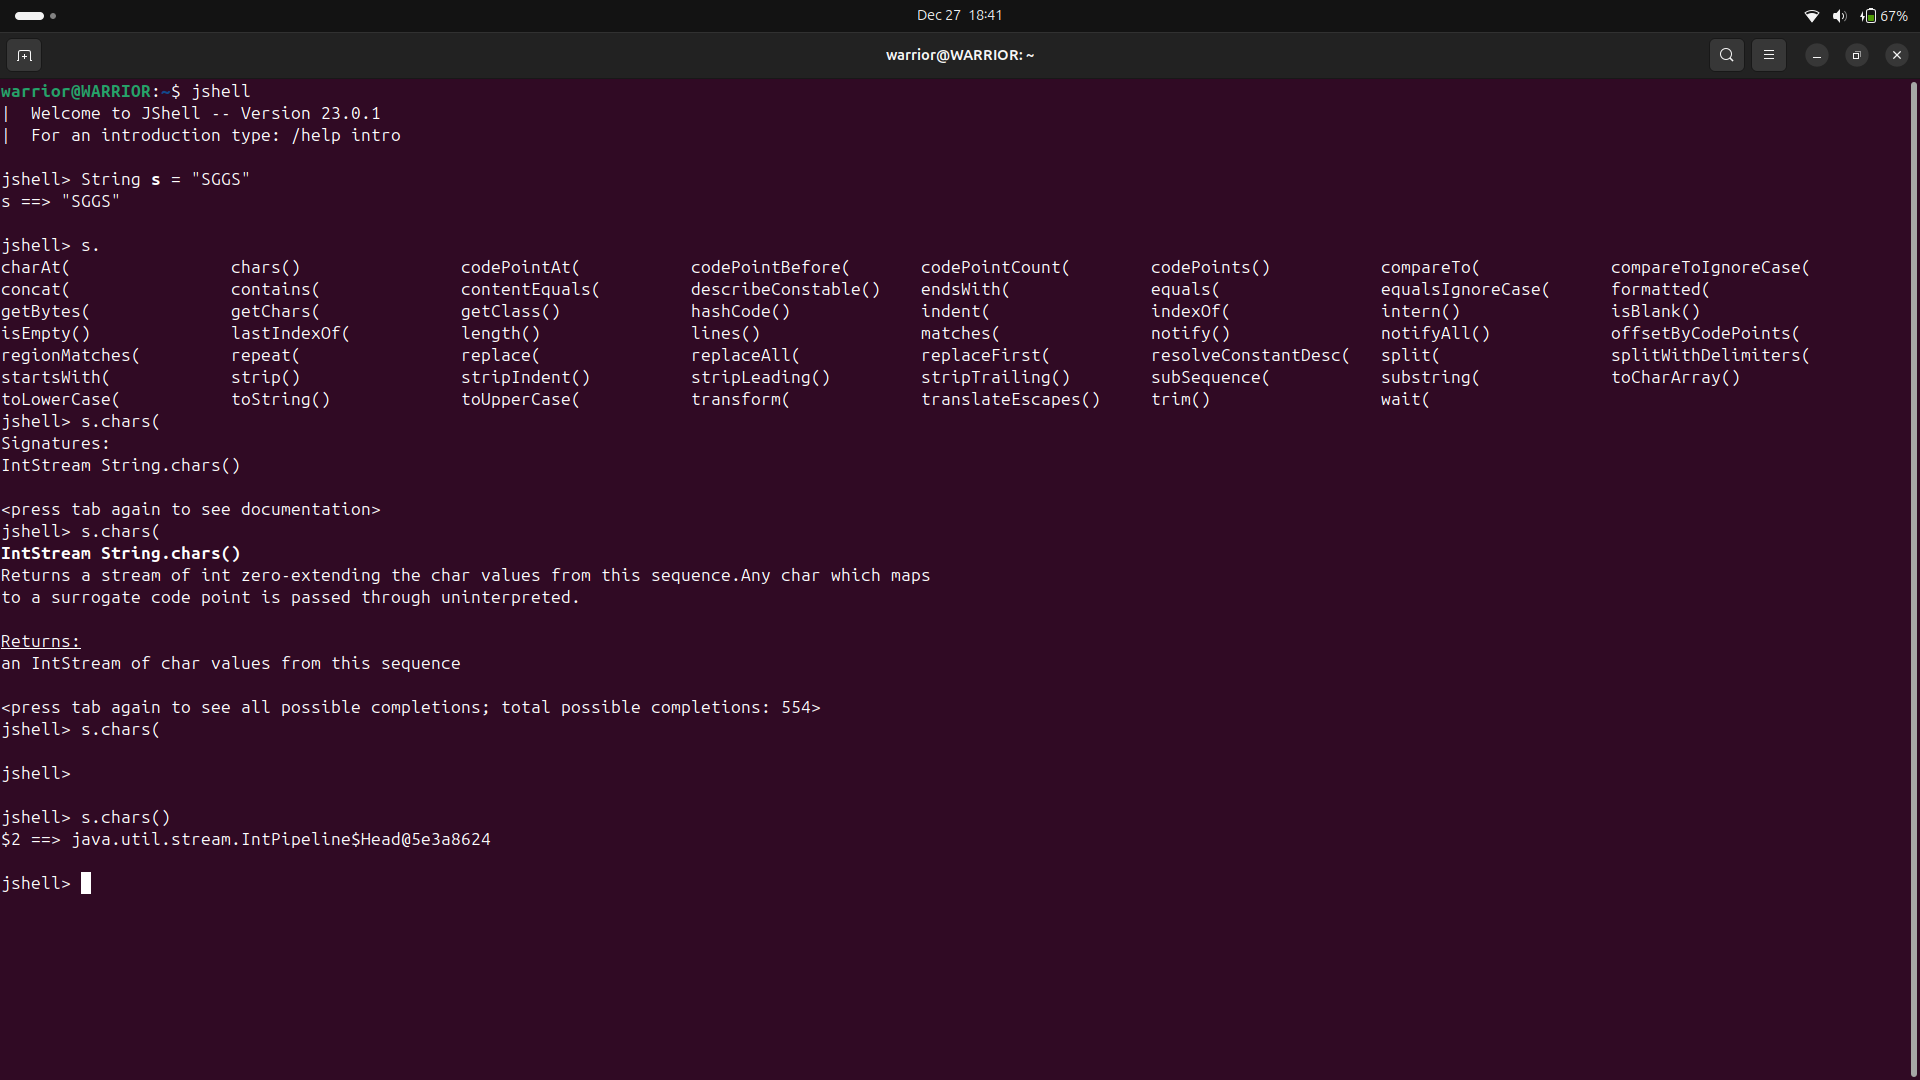 Dec 27 18:41
67%
warrior@WARRIOR: ~
warrior@WARRIOR:~$ jshell
| Welcome to JShell -- Version 23.0.1
| For an introduction type: /help intro
jshell> String s = "SGGS"
s ==> "SGGS"
jshell> s.
charAt( chars() codePointAt( codePointBefore( codePointCount( codePoints() compareTo( compareToIgnoreCase(
concat( contains( contentEquals( describeConstable() endsWith( equals( equalsIgnoreCase( formatted(
getBytes( getChars( getClass() hashCode() indent( indexOf( intern() isBlank()
isEmpty() lastIndexOf( length() lines() matches( notify() notifyAll() offsetByCodePoints(
regionMatches( repeat( replace( replaceAll( replaceFirst( resolveConstantDesc( split( splitWithDelimiters(
startsWith( strip() stripIndent() stripLeading() stripTrailing() subSequence( substring( toCharArray()
toLowerCase( toString() toUpperCase( transform( translateEscapes() trim() wait(
jshell> s.chars(
Signatures:
IntStream String.chars()
<press tab again to see documentation>
jshell> s.chars(
IntStream String.chars()
Returns a stream of int zero-extending the char values from this sequence.Any char which maps
to a surrogate code point is passed through uninterpreted.
Returns:
an IntStream of char values from this sequence
<press tab again to see all possible completions; total possible completions: 554>
jshell> s.chars(
jshell>
jshell> s.chars()
$2 ==> java.util.stream.IntPipeline$Head@5e3a8624
jshell>